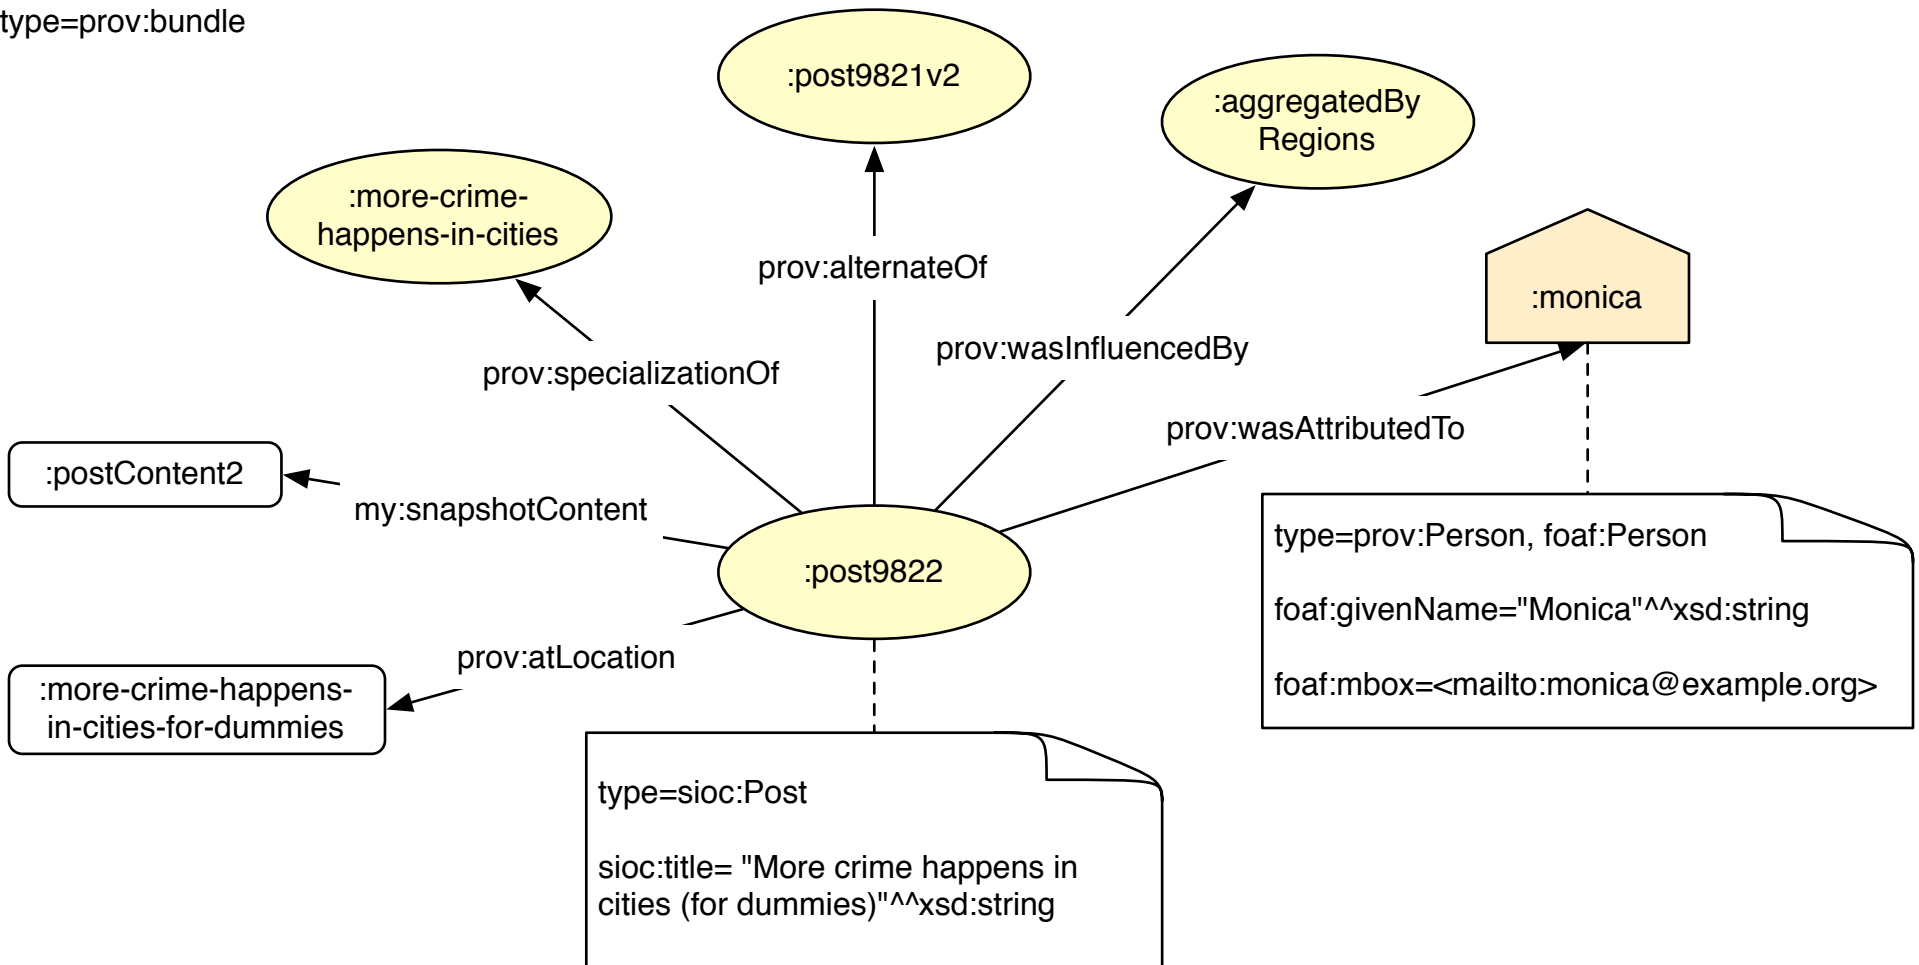 type=prov:bundle
:post9821v2
:aggregatedBy
Regions
:more-crime-
happens-in-cities
:monica
prov:alternateOf
prov:wasInfluencedBy
prov:specializationOf
prov:wasAttributedTo
:postContent2
my:snapshotContent
:post9822
type=prov:Person, foaf:Person
foaf:givenName="Monica"^^xsd:string
foaf:mbox=<mailto:monica@example.org>
prov:atLocation
:more-crime-happens-
in-cities-for-dummies
type=sioc:Post
sioc:title= "More crime happens in
cities (for dummies)"^^xsd:string